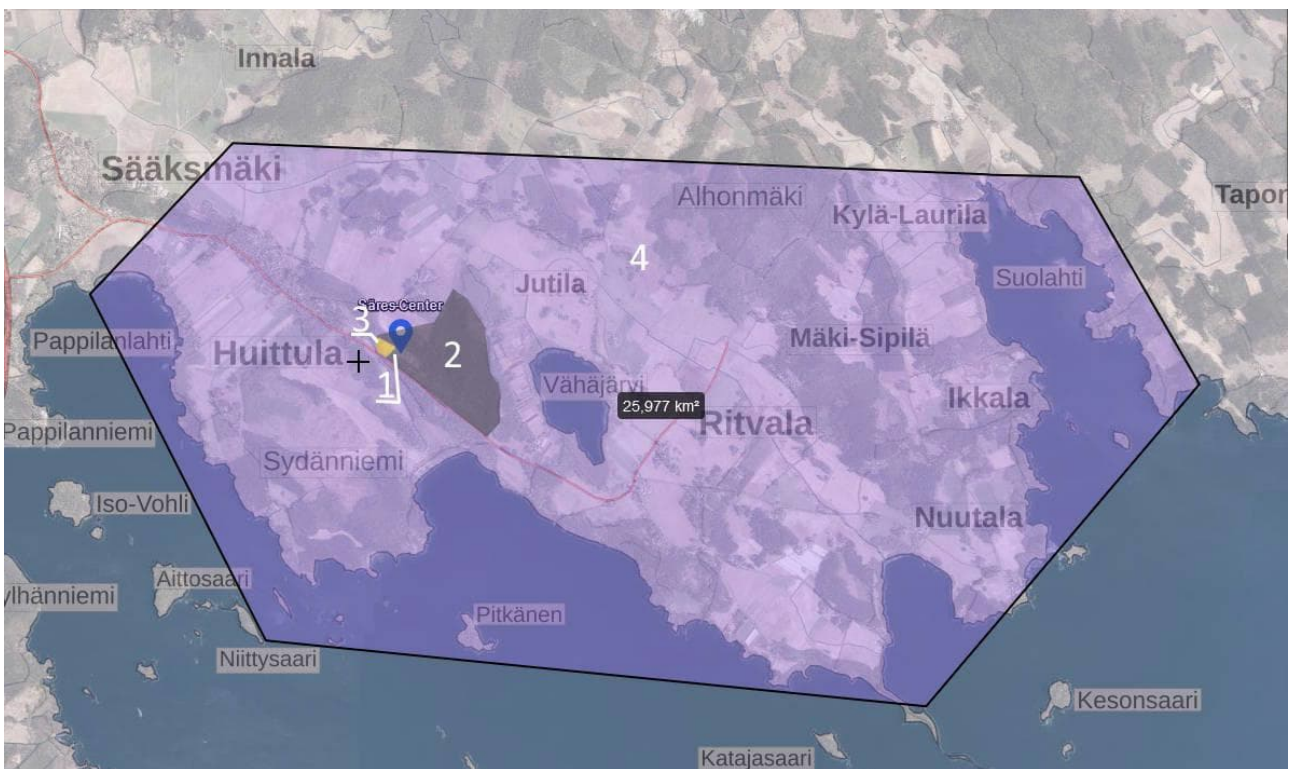 Innala
Sääksmäki
Alhonmäki
Kylä-Laurila
Tapor
Suolahti
Jutila
4
Säres-Center
3
Pappilanlahti
Huittula
2
Mäki-Sipilä
1
Vähäjärvi
25,977 km²
Ikkala
Ritvala
Pappilanniemi
Sydänniemi
Iso-Vohli
Nuutala
Aittosaari
ylhänniemi
Pitkänen
Niittysaari
Kesonsaari
Katajasaari